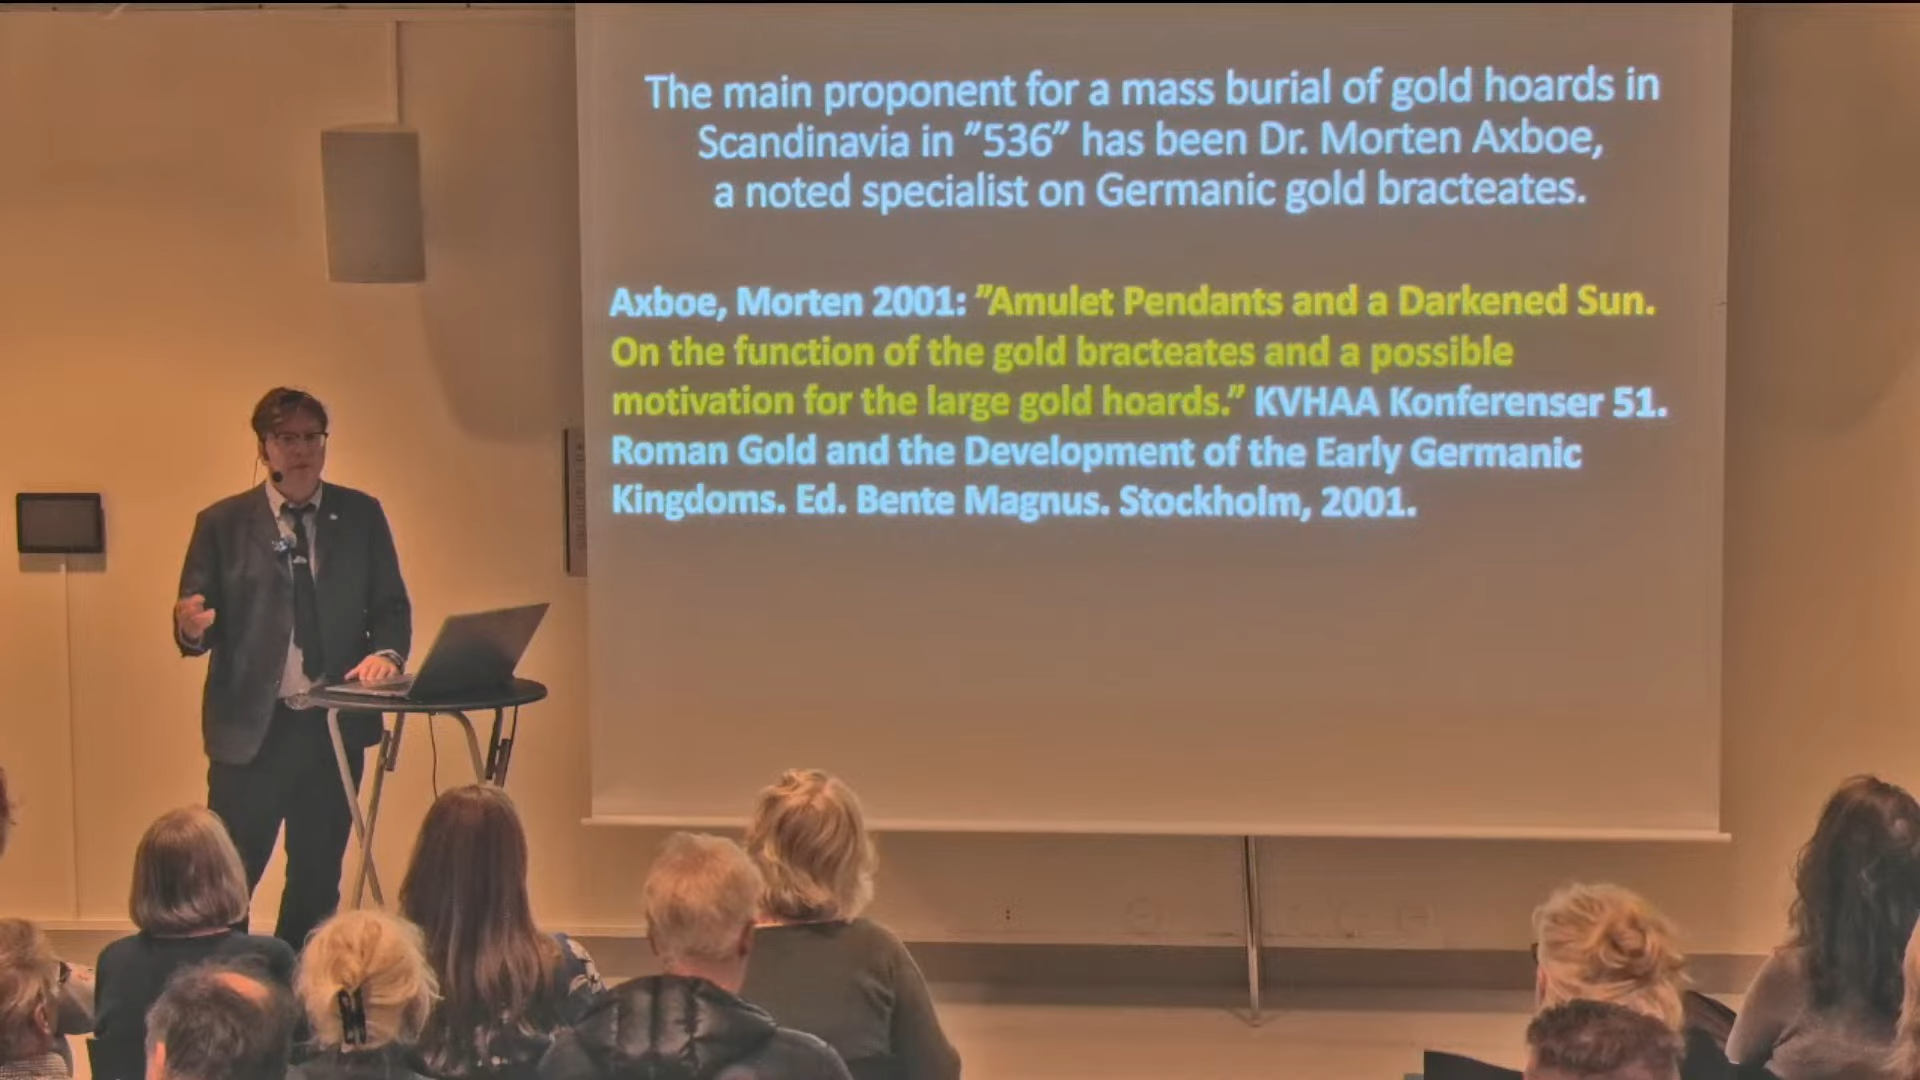 The main proponent for a mass burial of gold hoards in
Scandinavia in ”536” has been Dr. Morten Axboe,
a noted specialist on Germanic gold bracteates.
Axboe, Morten 2001: ”Amulet Pendants and a Darkened Sun.
On the function of the gold bracteates and a possible
motivation for the large gold hoards.” KVHAA Konferenser 51.
Roman Gold and the Development of the Early Germanic
Kingdoms. Ed. Bente Magnus. Stockholm, 2001.